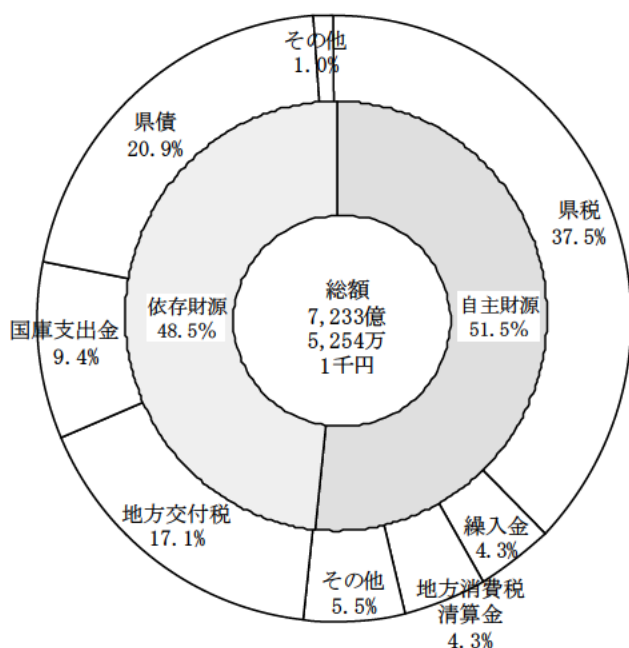 その他
1.0%
県債
20.9%
県税
37.5%
総額
7,233億
5,254万
1千円
依存財源
48.5%
自主財源
51.5%
国庫支出金
9.4%
地方交付税
17.1%
その他
5.5%
繰入金
4.3%
地方消費税
清算金
4.3%